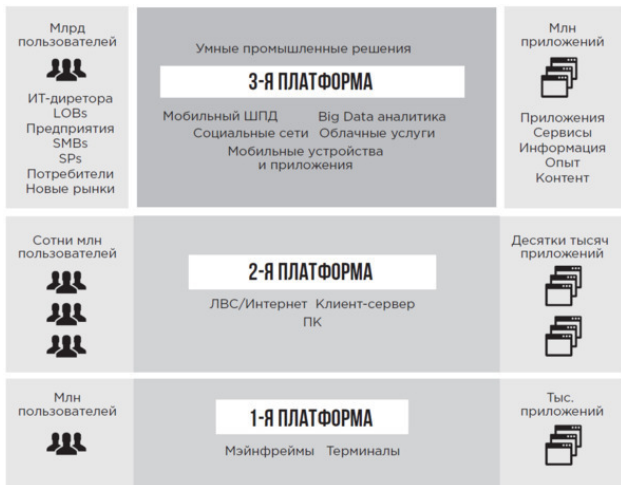 Млрд
пользователей
ИТ-диретора
LOBs
Предприятия
SMBs
SPs
Потребители
Новые рынки
Умные промышленные решения
3-Я ПЛАТФОРМА
Мобильный ШПД Big Data аналитика
Социальные сети Облачные услуги
Мобильные устройства
и приложения
Млн
приложений
Приложения
Сервисы
Информация
Опыт
Контент
Сотни млн
пользователей
2-Я ПЛАТФОРМА
ЛВС/Интернет Клиент-сервер
ПК
Десятки тысяч
приложений
Млн
пользователей
1-Я ПЛАТФОРМА
Мэйнфреймы Терминалы
Тыс.
приложений